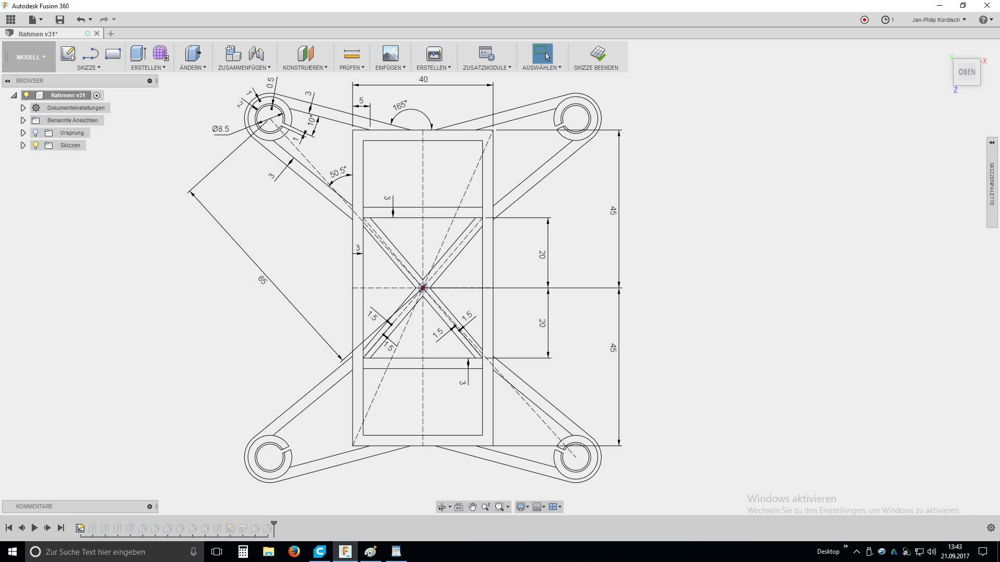 Autodesk Fusion 360
1
Jan-Philip Kordisch
Rahmen v31*
MODELL
SKIZZE
ERSTELLEN
ÄNDERN
ZUSAMMENFÜGEN
KONSTRUIEREN
PRÜFEN
EINFÜGEN
ERSTELLEN
ZUSATZMODULE
AUSWÄHLEN
SKIZZE BEENDEN
Y
X
OBEN
Z
BROWSER
Rahmen v31
Dokumenteinstellungen
Benannte Ansichten
Ursprung
Skizzen
SKIZZENPALETTE
40
0.5
1
2
3
5
165°
10°
Ø8.5
1
3
50.5°
3
45
3
20
65
1.5
1.5
1.5
1.5
20
45
3
KOMMENTARE
Windows aktivieren
Wechseln Sie zu den Einstellungen, um Windows zu aktivieren.
Zur Suche Text hier eingeben
Desktop
13:43
21.09.2017